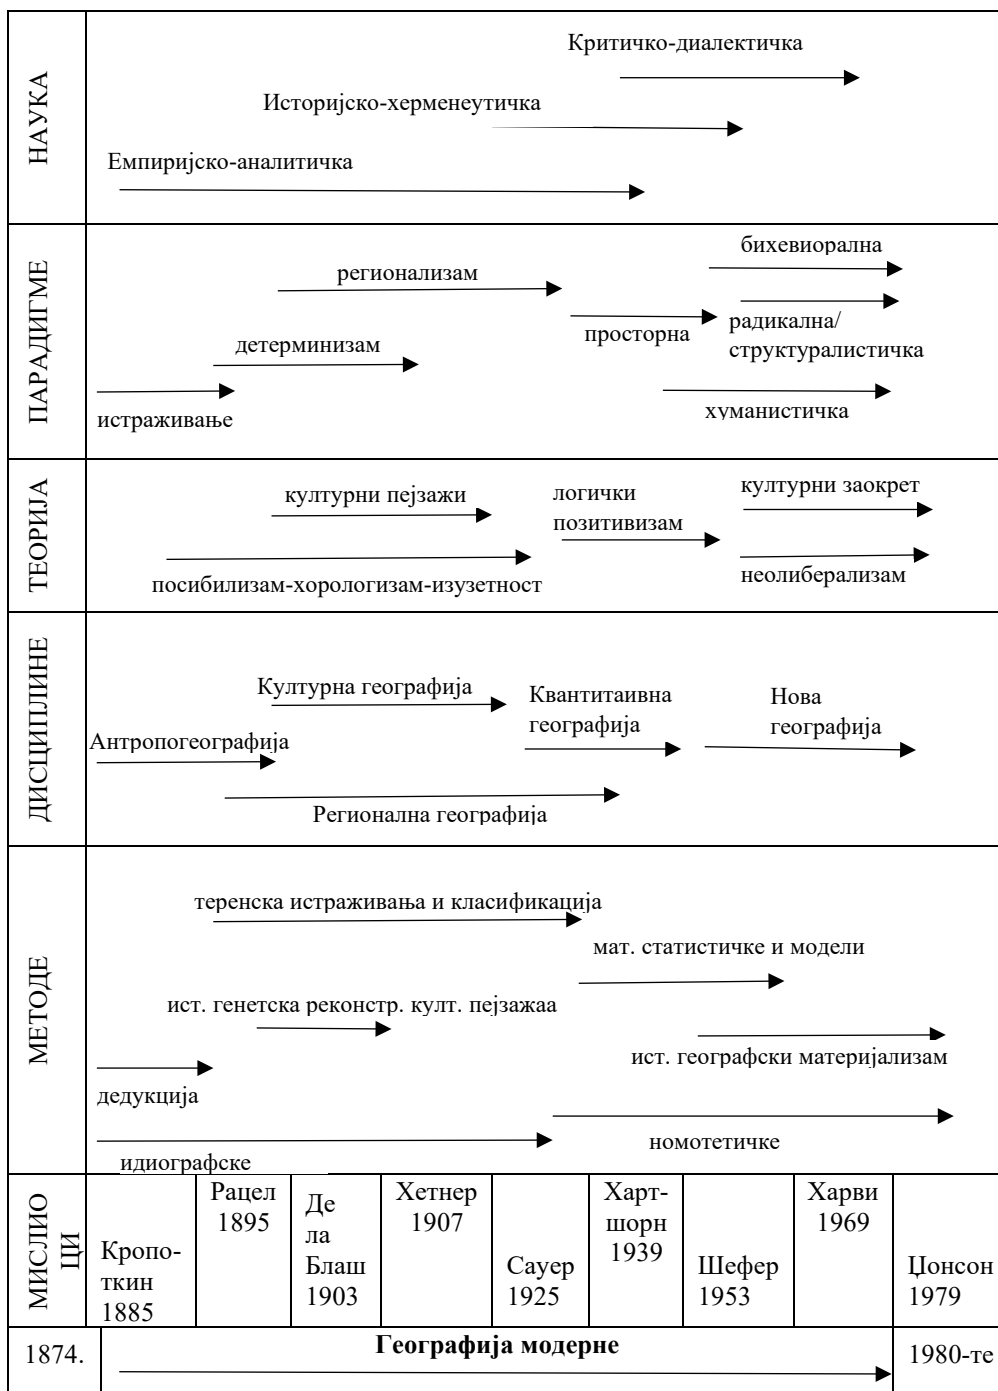 НАУКА
Критичко-диалектичка
Историјско-херменеутичка
Емпиријско-аналитичка
ПАРАДИГМЕ
бихевиорална
регионализам
просторна
радикална/
структуралистичка
детерминизам
хуманистичка
истраживање
ТЕОРИЈА
културни пејзажи
логички
позитивизам
културни заокрет
посибилизам-хорологизам-изузетност
неолиберализам
ДИСЦИПЛИНЕ
Културна географија
Квантитаивна
географија
Нова
географија
Антропогеографија
Регионална географија
МЕТОДЕ
теренска истраживања и класификација
мат. статистичке и модели
ист. генетска реконстр. култ. пејзажаа
ист. географски материјализам
дедукција
номотетичке
идиографске
МИСЛИО
ЦИ
Кропо-
ткин
1885
Рацел
1895
Де
ла
Блаш
1903
Хетнер
1907
Сауер
1925
Харт-
шорн
1939
Шефер
1953
Харви
1969
Џонсон
1979
1874.
Географија модерне
1980-те